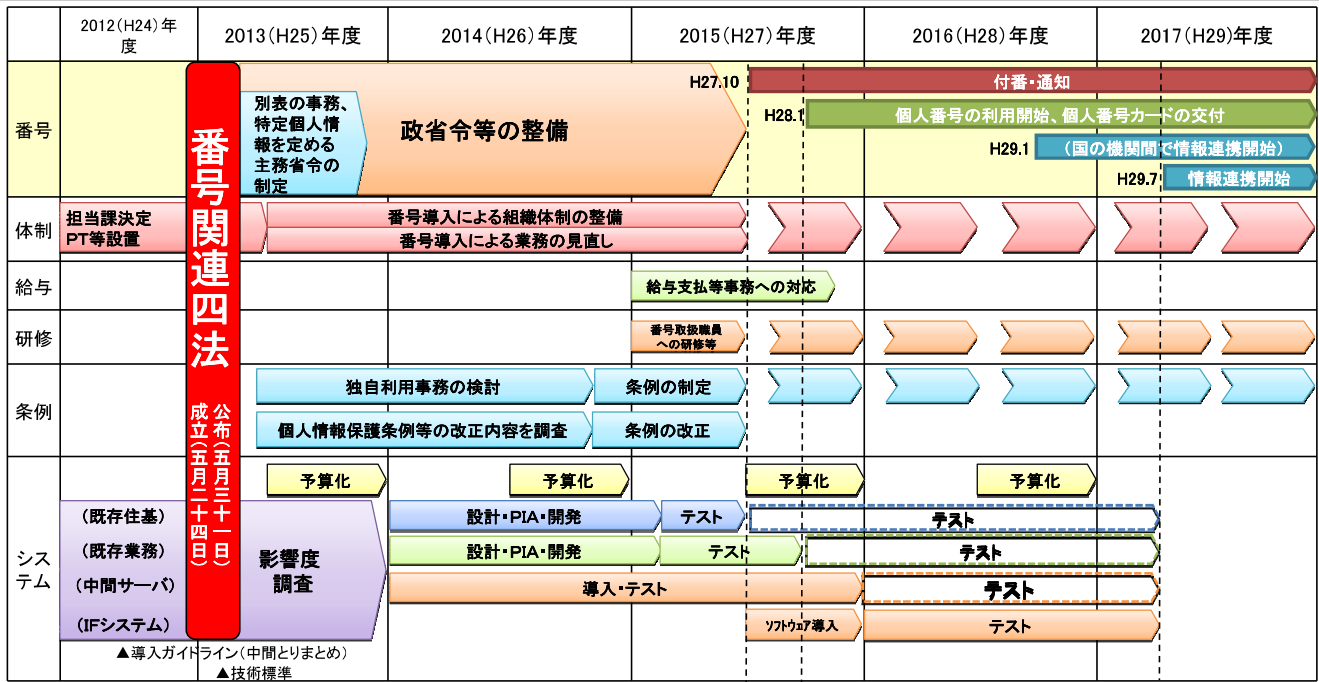 2012(H24)年
度
2013(H25)年度
2014(H26)年度
2015(H27)年度
2016(H28)年度
2017(H29)年度
番号
番号関連四法
公布(五月三十一日)
成立(五月二十四日)
別表の事務、
特定個人情
報を定める
主務省令の
制定
政省令等の整備
H27.10
付番・通知
H28.1
個人番号の利用開始、個人番号カードの交付
H29.1
(国の機関間で情報連携開始)
H29.7
情報連携開始
体制
担当課決定
PT等設置
番号導入による組織体制の整備
番号導入による業務の見直し
給与
給与支払等事務への対応
研修
番号取扱職員
への研修等
条例
独自利用事務の検討
条例の制定
個人情報保護条例等の改正内容を調査
条例の改正
シス
テム
予算化
予算化
予算化
予算化
(既存住基)
(既存業務)
(中間サーバ)
(IFシステム)
影響度
調査
設計・PIA・開発
テスト
テスト
設計・PIA・開発
テスト
テスト
導入・テスト
テスト
ソフトウェア導入
テスト
▲導入ガイドライン(中間とりまとめ)
▲技術標準